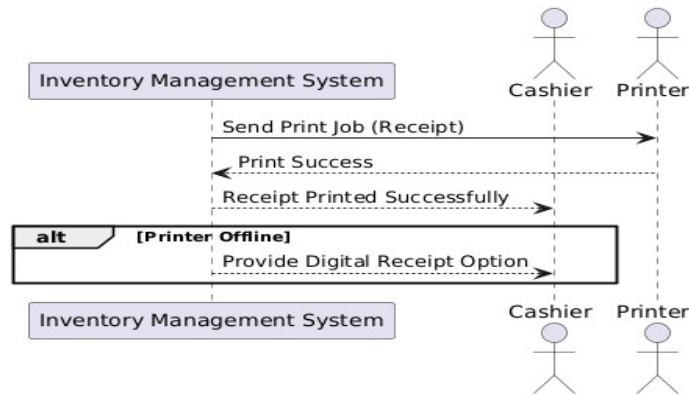 Inventory Management System
Cashier Printer
Send Print Job (Receipt)
Print Success
Receipt Printed Successfully
alt [Printer Offline]
Provide Digital Receipt Option
Inventory Management System
Cashier Printer